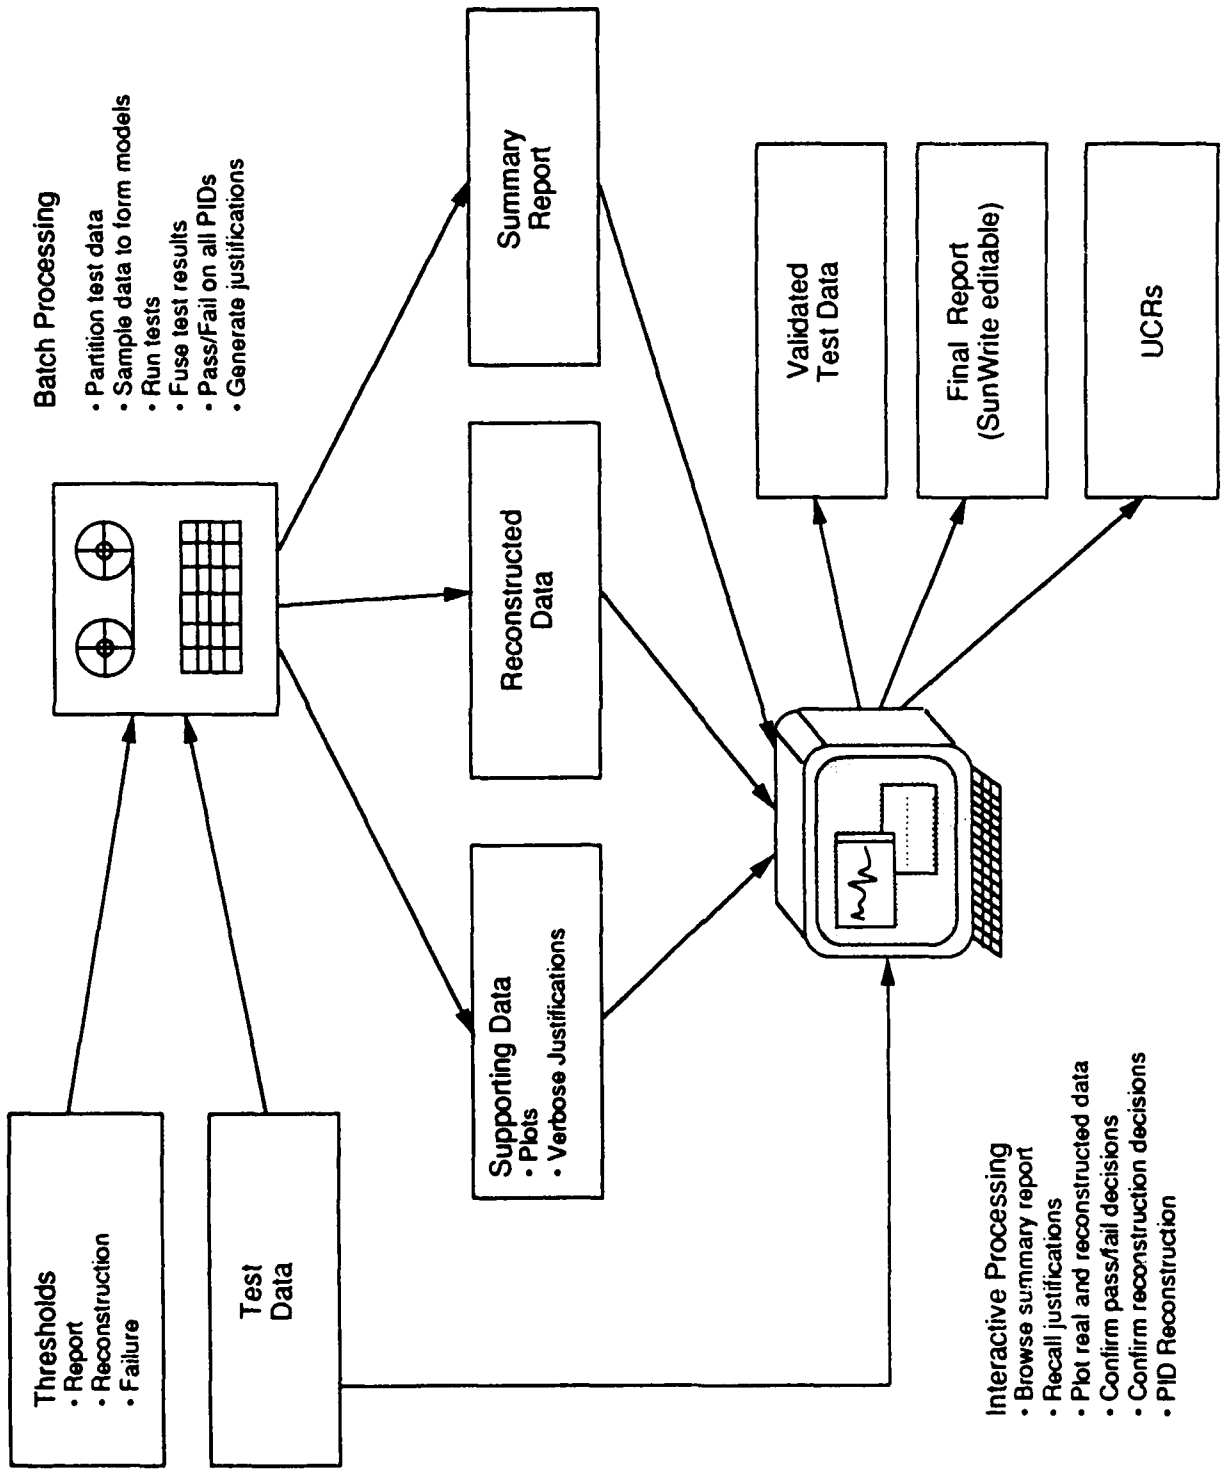 Thresholds
• Report
• Reconstruction
• Failure
Test
Data
Batch Processing
• Partition test data
• Sample data to form models
• Run tests
• Fuse test results
• Pass/Fail on all PIDs
• Generate justifications
Supporting Data
• Plots
• Verbose Justifications
Reconstructed
Data
Summary
Report
Interactive Processing
• Browse summary report
• Recall justifications
• Plot real and reconstructed data
• Confirm pass/fail decisions
• Confirm reconstruction decisions
• PID Reconstruction
Validated
Test Data
Final Report
(SunWrite editable)
UCRs